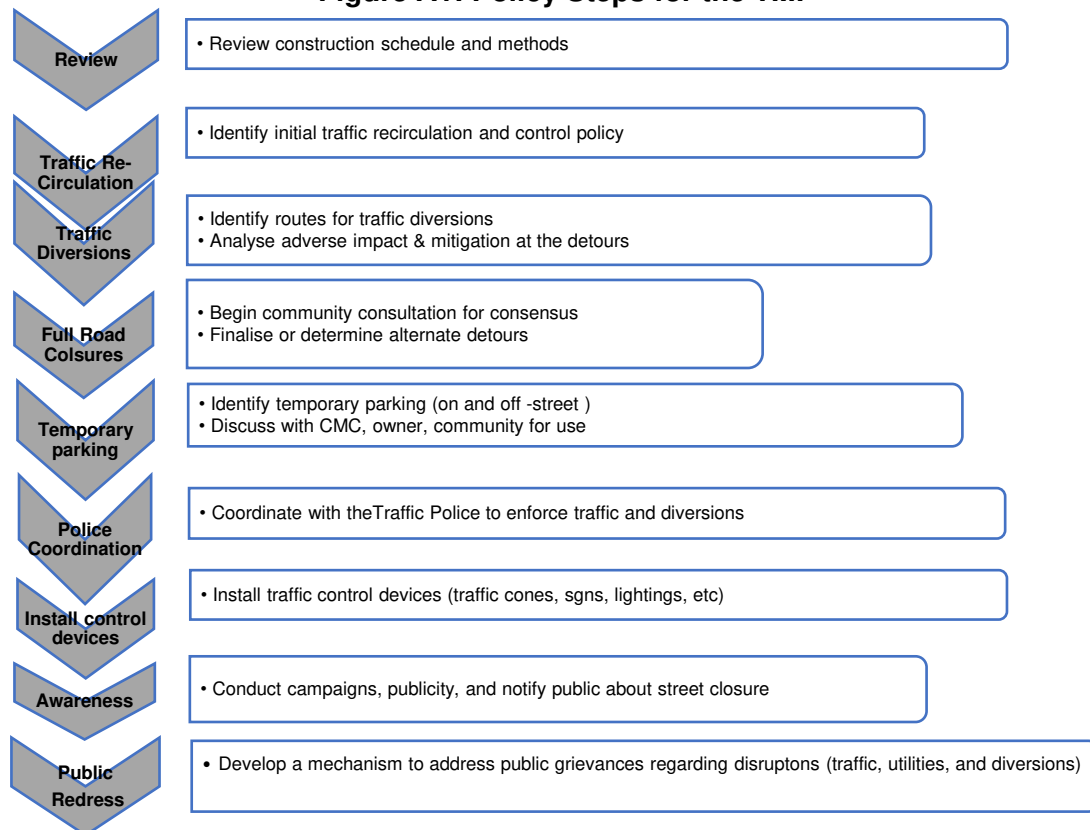 Review
• Review construction schedule and methods
Traffic Re-
Circulation
• Identify initial traffic recirculation and control policy
Traffic
Diversions
• Identify routes for traffic diversions
• Analyse adverse impact & mitigation at the detours
Full Road
Colsures
• Begin community consultation for consensus
• Finalise or determine alternate detours
Temporary
parking
• Identify temporary parking (on and off -street )
• Discuss with CMC, owner, community for use
Police
Coordination
• Coordinate with theTraffic Police to enforce traffic and diversions
Install control
devices
• Install traffic control devices (traffic cones, sgns, lightings, etc)
Awareness
• Conduct campaigns, publicity, and notify public about street closure
Public
Redress
• Develop a mechanism to address public grievances regarding disruptons (traffic, utilities, and diversions)